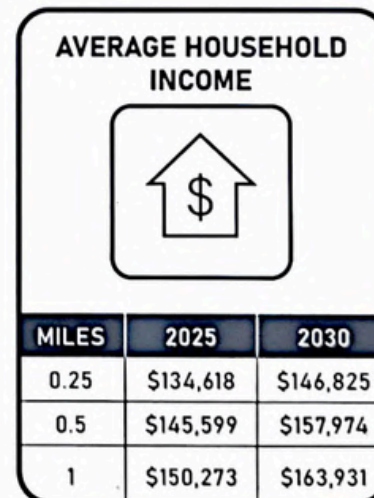 AVERAGE HOUSEHOLD
INCOME
$
MILES 2025 2030
0.25 $134,618 $146,825
0.5 $145,599 $157,974
1 $150,273 $163,931